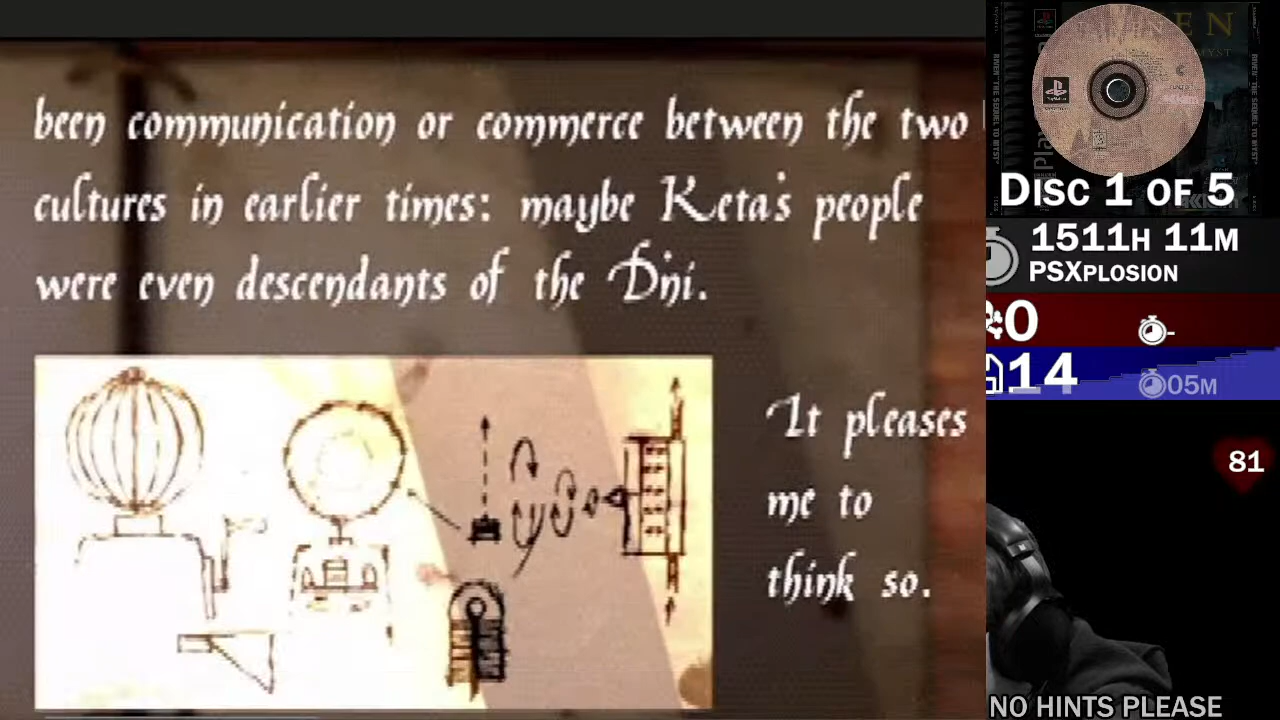 been communication or commerce between the two
cultures in earlier times: maybe Keta's people
were even descendants of the D'ni.
It pleases
me to
think so.
DISC 1 OF 5
1511H 11M
PSXPLOSION
0
-
14
05M
81
NO HINTS PLEASE